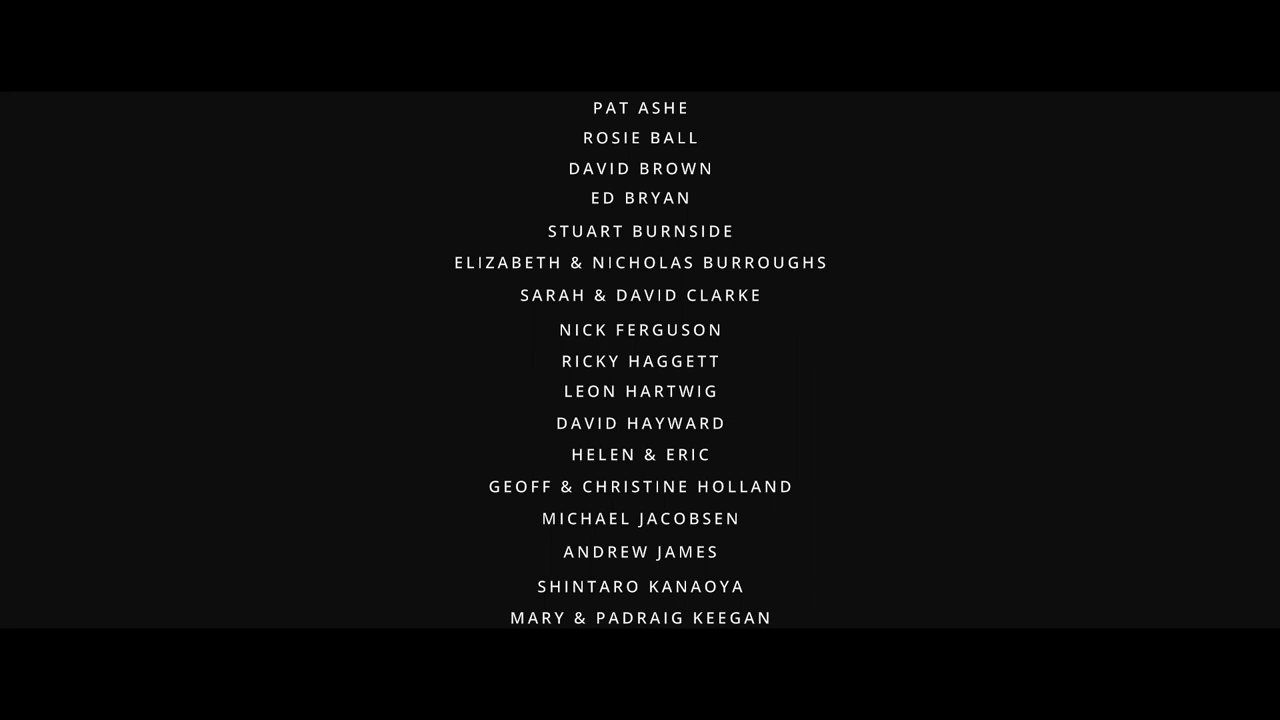 PAT ASHE
ROSIE BALL
DAVID BROWN
ED BRYAN
STUART BURNSIDE
ELIZABETH & NICHOLAS BURROUGHS
SARAH & DAVID CLARKE
NICK FERGUSON
RICKY HAGGETT
LEON HARTWIG
DAVID HAYWARD
HELEN & ERIC
GEOFF & CHRISTINE HOLLAND
MICHAEL JACOBSEN
ANDREW JAMES
SHINTARO KANAOYA
MARY & PADRAIG KEEGAN